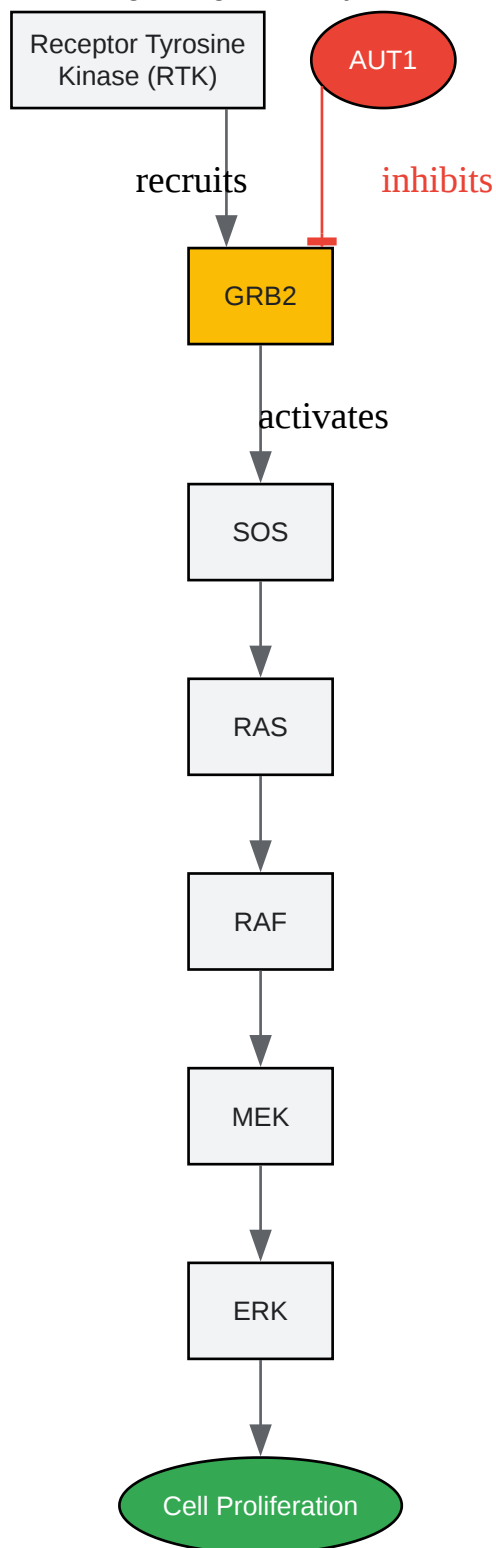 Receptor Tyrosine
Kinase (RTK)
AUT1
recruits
inhibits
GRB2
activates
SOS
RAS
RAF
MEK
ERK
Cell Proliferation